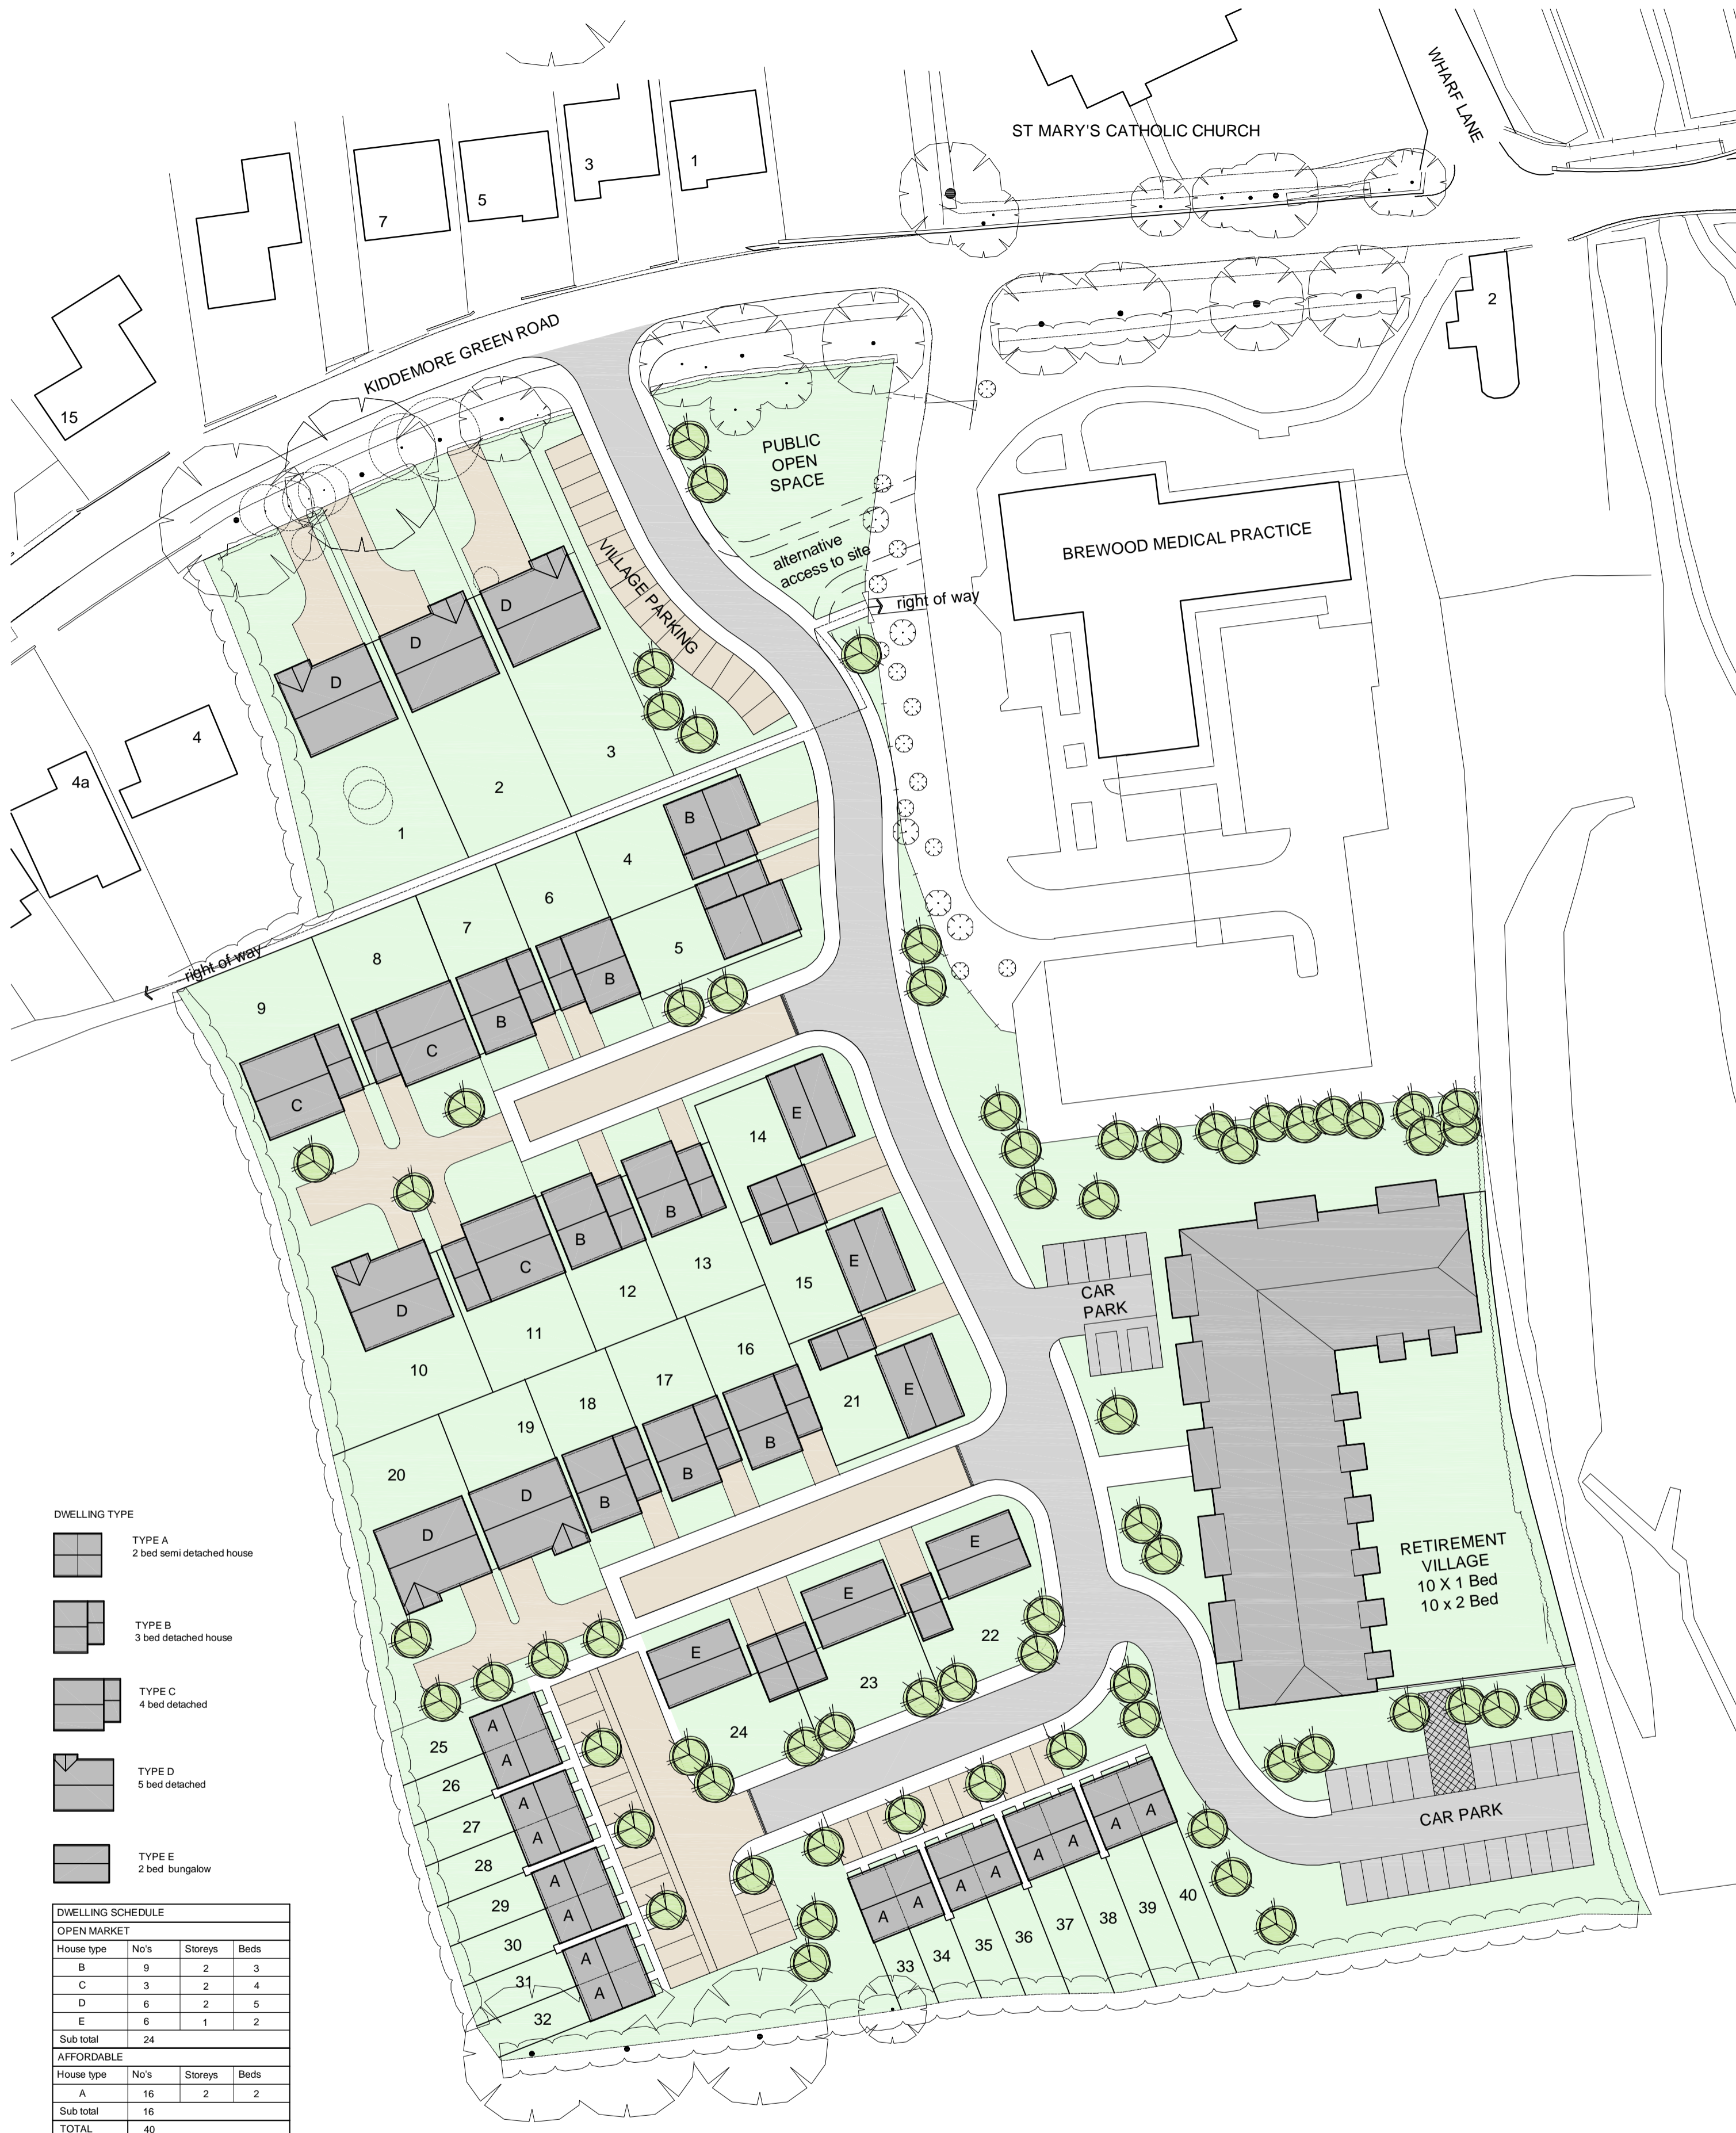 ST MARY'S CATHOLIC CHURCH
WHARF LANE
1
3
5
7
2
15
KIDDEMORE GREEN ROAD
PUBLIC
OPEN
SPACE
alternative
access to site
right of way
BREWOOD MEDICAL PRACTICE
VILLAGE PARKING
D
D
D
4
4a
1
2
3
right of way
B
4
5
6
7
8
9
B
B
C
C
14
E
B
B
C
D
E
15
13
12
11
10
16
17
18
19
20
21
E
B
B
B
D
D
CAR
PARK
RETIREMENT
VILLAGE
10 X 1 Bed
10 x 2 Bed
E
E
E
22
23
24
CAR PARK
A
A
A
A
A
A
A
A
25
26
27
28
29
30
31
32
A
A
A
A
A
A
A
A
33
34
35
36
37
38
39
40
DWELLING TYPE
TYPE A
2 bed semi detached house
TYPE B
3 bed detached house
TYPE C
4 bed detached
TYPE D
5 bed detached
TYPE E
2 bed bungalow
DWELLING SCHEDULE
OPEN MARKET
House type No's Storeys Beds
B 9 2 3
C 3 2 4
D 6 2 5
E 6 1 2
Sub total 24
AFFORDABLE
House type No's Storeys Beds
A 16 2 2
Sub total 16
TOTAL 40